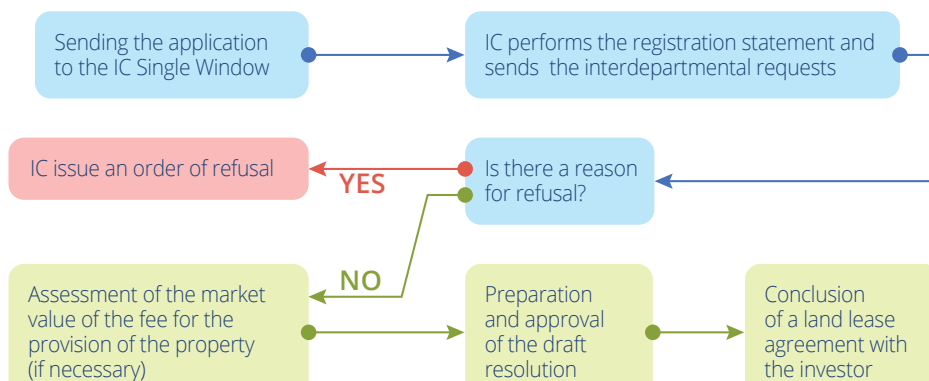 Sending the application
to the IC Single Window
IC performs the registration statement and
sends the interdepartmental requests
IC issue an order of refusal
YES
Is there a reason
for refusal?
NO
Assessment of the market
value of the fee for the
provision of the property
(if necessary)
Preparation
and approval
of the draft
resolution
Conclusion
of a land lease
agreement with
the investor